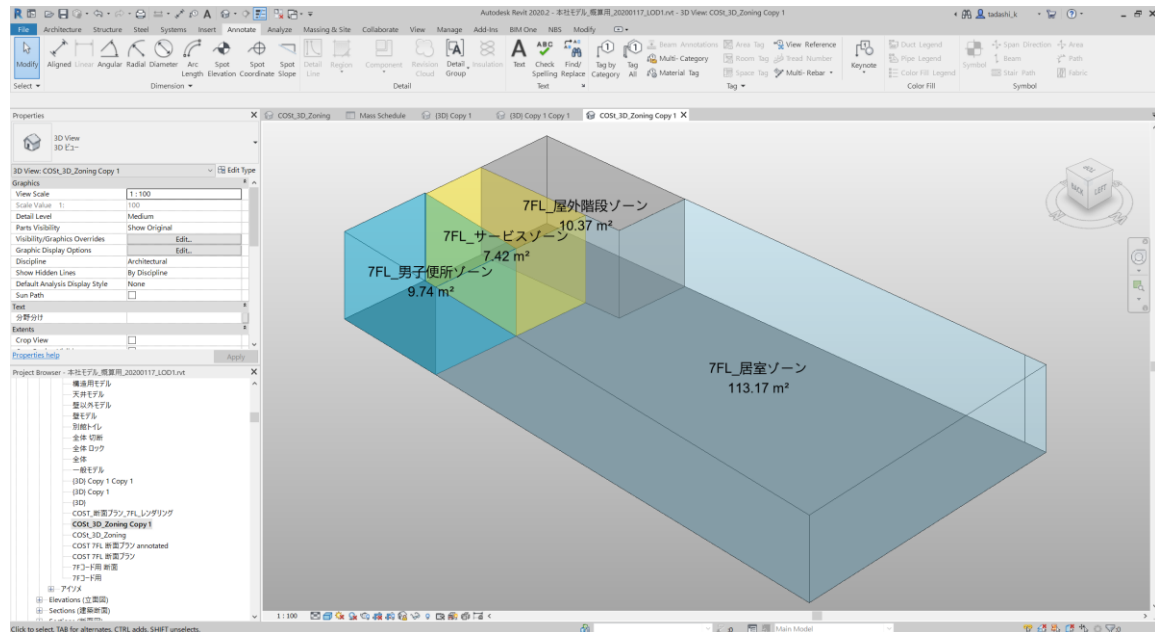 Autodesk Revit 2020.2 - 本社モデル_概算用_20200117_LOD1.rvt - 3D View: COSt_3D_Zoning Copy 1
tadashi_k
File Architecture Structure Steel Systems Insert Annotate Analyze Massing & Site Collaborate View Manage Add-Ins BIM One NBS Modify
Modify Aligned Linear Angular Radial Diameter Arc Length Spot Elevation Spot Coordinate Spot Slope Detail Line Region Component Revision Cloud Detail Group Insulation Text Check Spelling Find/ Replace Tag by Category Tag All
Beam Annotations Area Tag View Reference
Multi- Category Room Tag Tread Number
Material Tag Space Tag Multi- Rebar
Keynote
Duct Legend
Pipe Legend
Color Fill Legend
Symbol
Span Direction Area
Beam Path
Stair Path Fabric
Select Dimension Detail Text Tag Color Fill Symbol
Properties
COSt_3D_Zoning Mass Schedule {3D} Copy 1 {3D} Copy 1 Copy 1 COSt_3D_Zoning Copy 1
3D View
3D ビュー
3D View: COSt_3D_Zoning Copy 1 Edit Type
Graphics
View Scale 1 : 100
Scale Value 1: 100
Detail Level Medium
Parts Visibility Show Original
Visibility/Graphics Overrides Edit...
Graphic Display Options Edit...
Discipline Architectural
Show Hidden Lines By Discipline
Default Analysis Display Style None
Sun Path
Text
分野分け
Extents
Crop View
Properties help Apply
Project Browser - 本社モデル_概算用_20200117_LOD1.rvt
構造用モデル
天井モデル
壁以外モデル
壁モデル
別館トイレ
全体 切断
全体 ロック
全体
一般モデル
{3D} Copy 1 Copy 1
{3D} Copy 1
{3D}
COST_断面プラン_7FL_レンダリング
COSt_3D_Zoning Copy 1
COSt_3D_Zoning
COST 7FL 断面プラン annotated
COST 7FL 断面プラン
7Fコード用 断面
7Fコード用
アイソメ
Elevations (立面図)
Sections (建築断面)
7FL_屋外階段ゾーン
10.37 m²
7FL_サービスゾーン
7.42 m²
7FL_男子便所ゾーン
9.74 m²
7FL_居室ゾーン
113.17 m²
BACK LEFT
1 : 100
Click to select, TAB for alternates, CTRL adds, SHIFT unselects.
Main Model